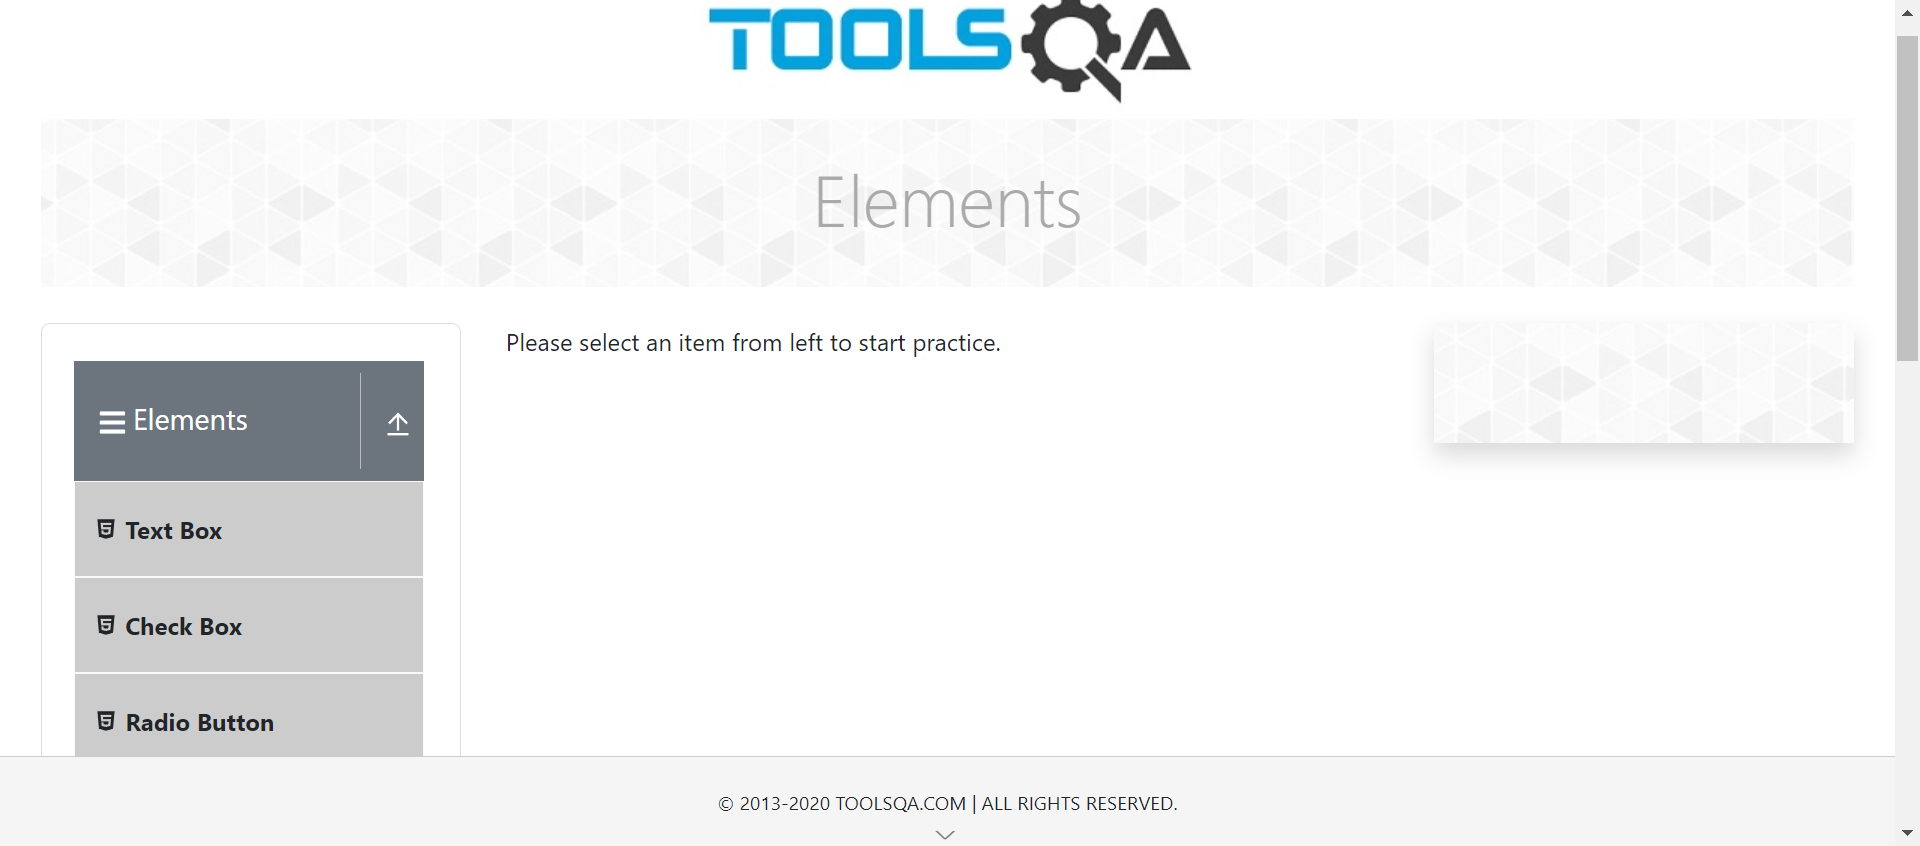 TOOLSQA
Elements
Please select an item from left to start practice.
Elements
Text Box
Check Box
Radio Button
© 2013-2020 TOOLSQA.COM | ALL RIGHTS RESERVED.